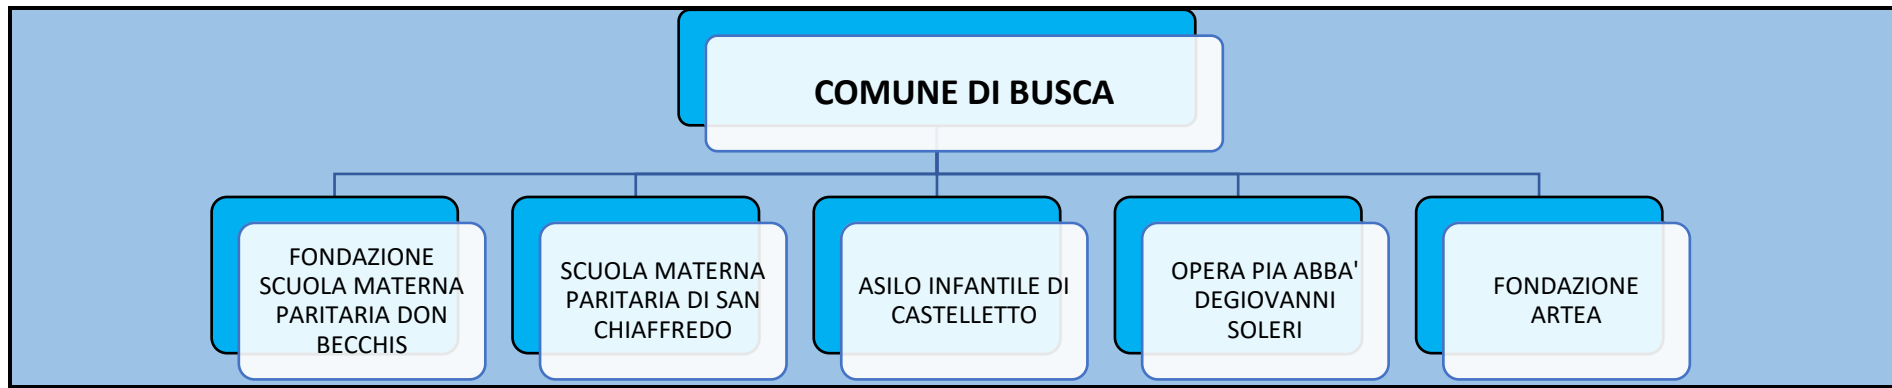 COMUNE DI BUSCA
FONDAZIONE
SCUOLA MATERNA
PARITARIA DON
BECCHIS
SCUOLA MATERNA
PARITARIA DI SAN
CHIAFFREDO
ASILO INFANTILE DI
CASTELLETTO
OPERA PIA ABBA'
DEGIOVANNI
SOLERI
FONDAZIONE
ARTEA